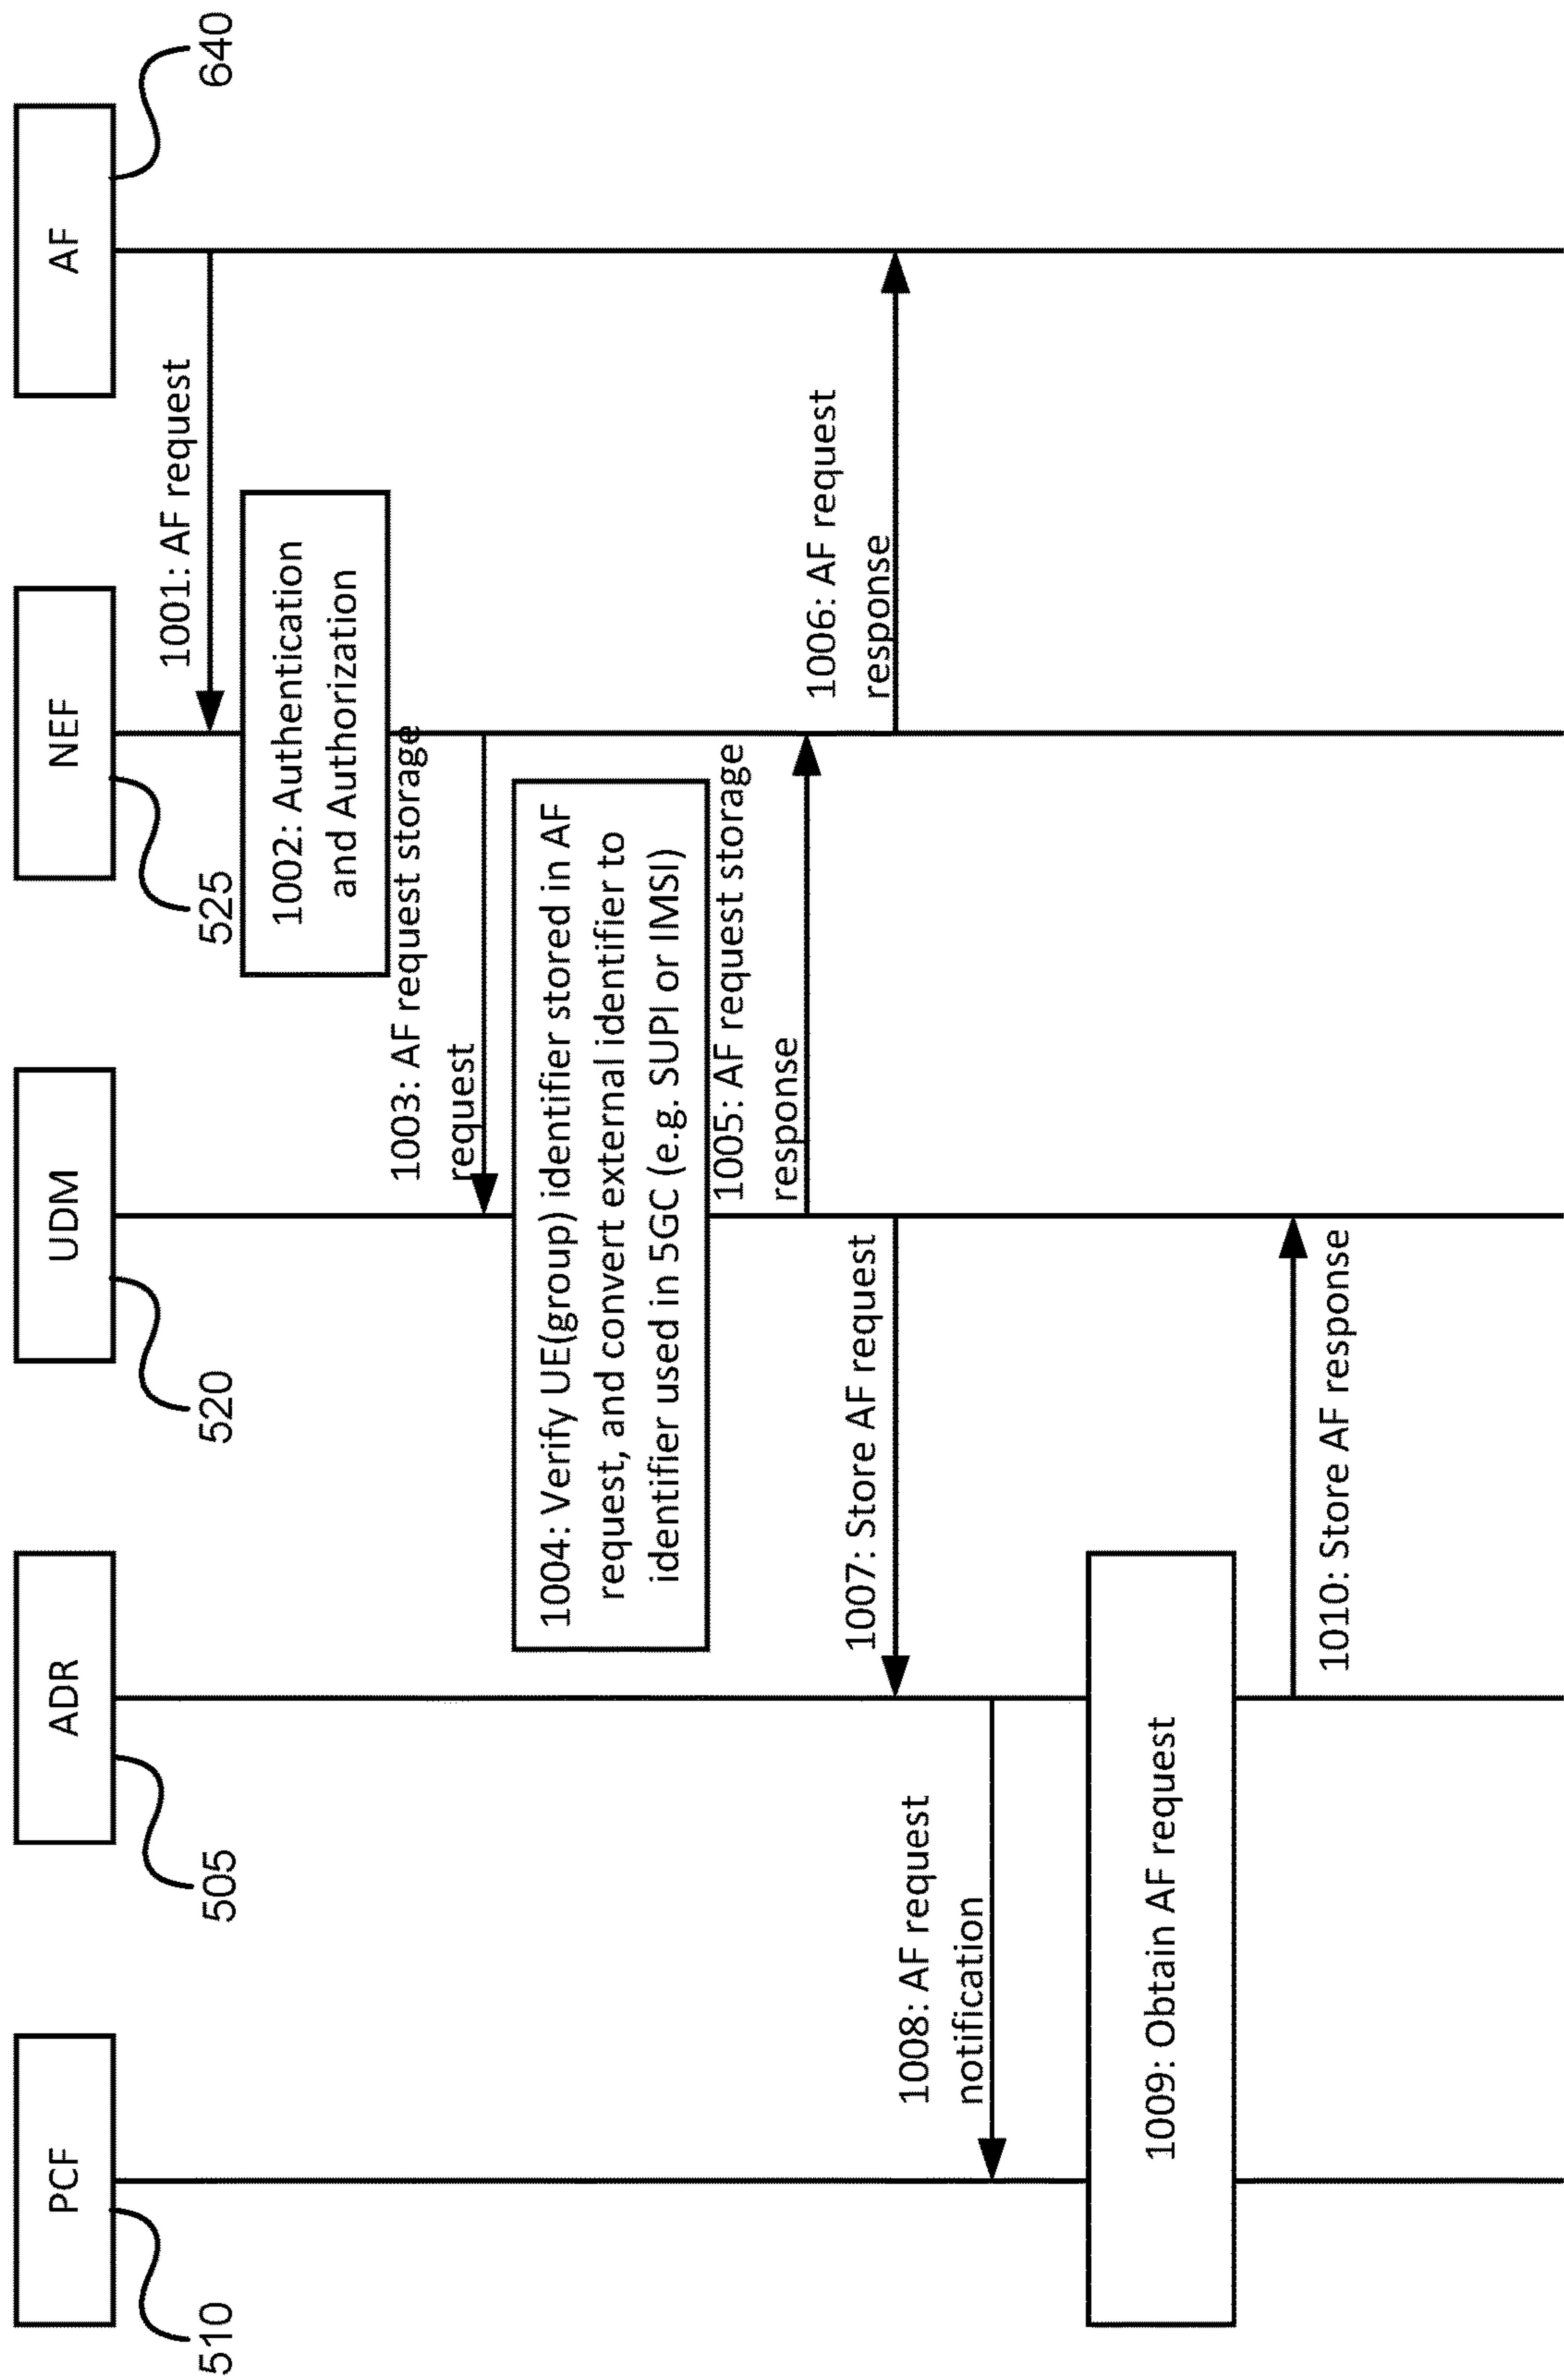 PCF
ADR
UDM
NEF
AF
510
505
520
525
640
1001: AF request
1002: Authentication
and Authorization
1003: AF request storage
request
1004: Verify UE(group) identifier stored in AF
request, and convert external identifier to
identifier used in 5GC (e.g. SUPI or IMSI)
1005: AF request storage
response
1006: AF request
response
1007: Store AF request
1008: AF request
notification
1009: Obtain AF request
1010: Store AF response